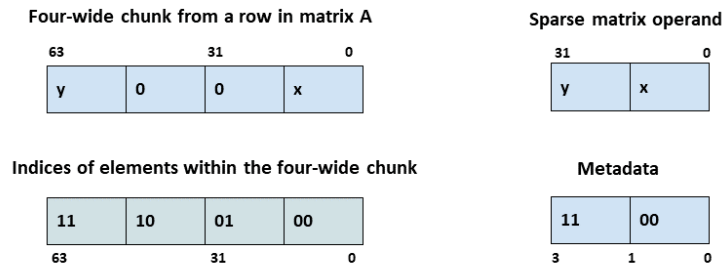 Four-wide chunk from a row in matrix A
Sparse matrix operand
63 31 0
31 0
y 0 0 x
y x
Indices of elements within the four-wide chunk
Metadata
11 10 01 00
11 00
63 31 0
3 1 0